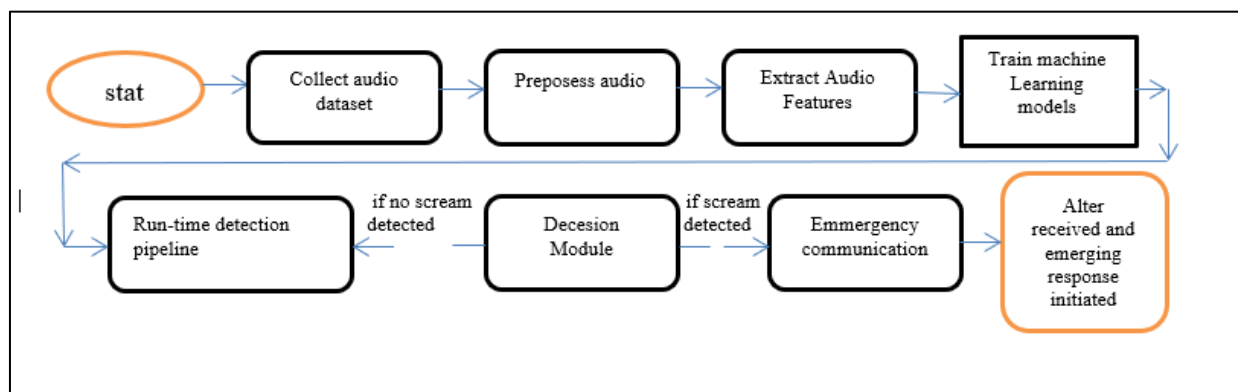 stat
Collect audio
dataset
Preposess audio
Extract Audio
Features
Train machine
Learning
models
Run-time detection
pipeline
if no scream
detected
Decesion
Module
if scream
detected
Emmergency
communication
Alter
received and
emerging
response
initiated